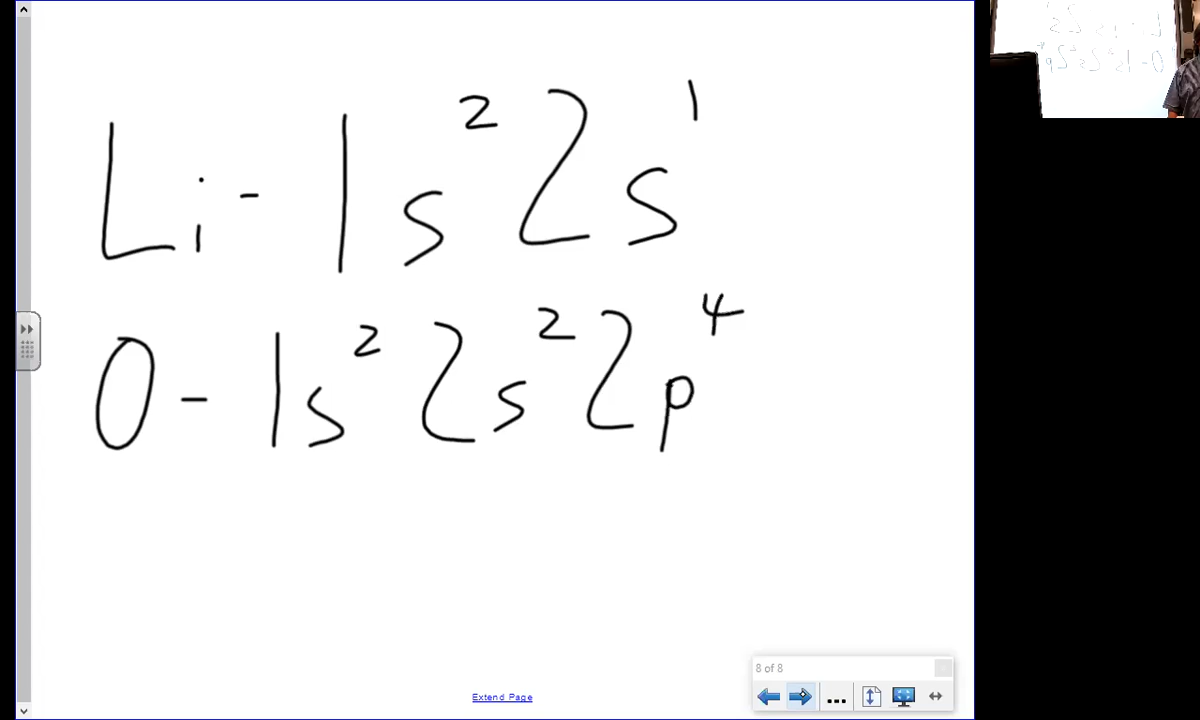 Li - 1s² 2s¹
O - 1s² 2s² 2p⁴
8 of 8
Extend Page